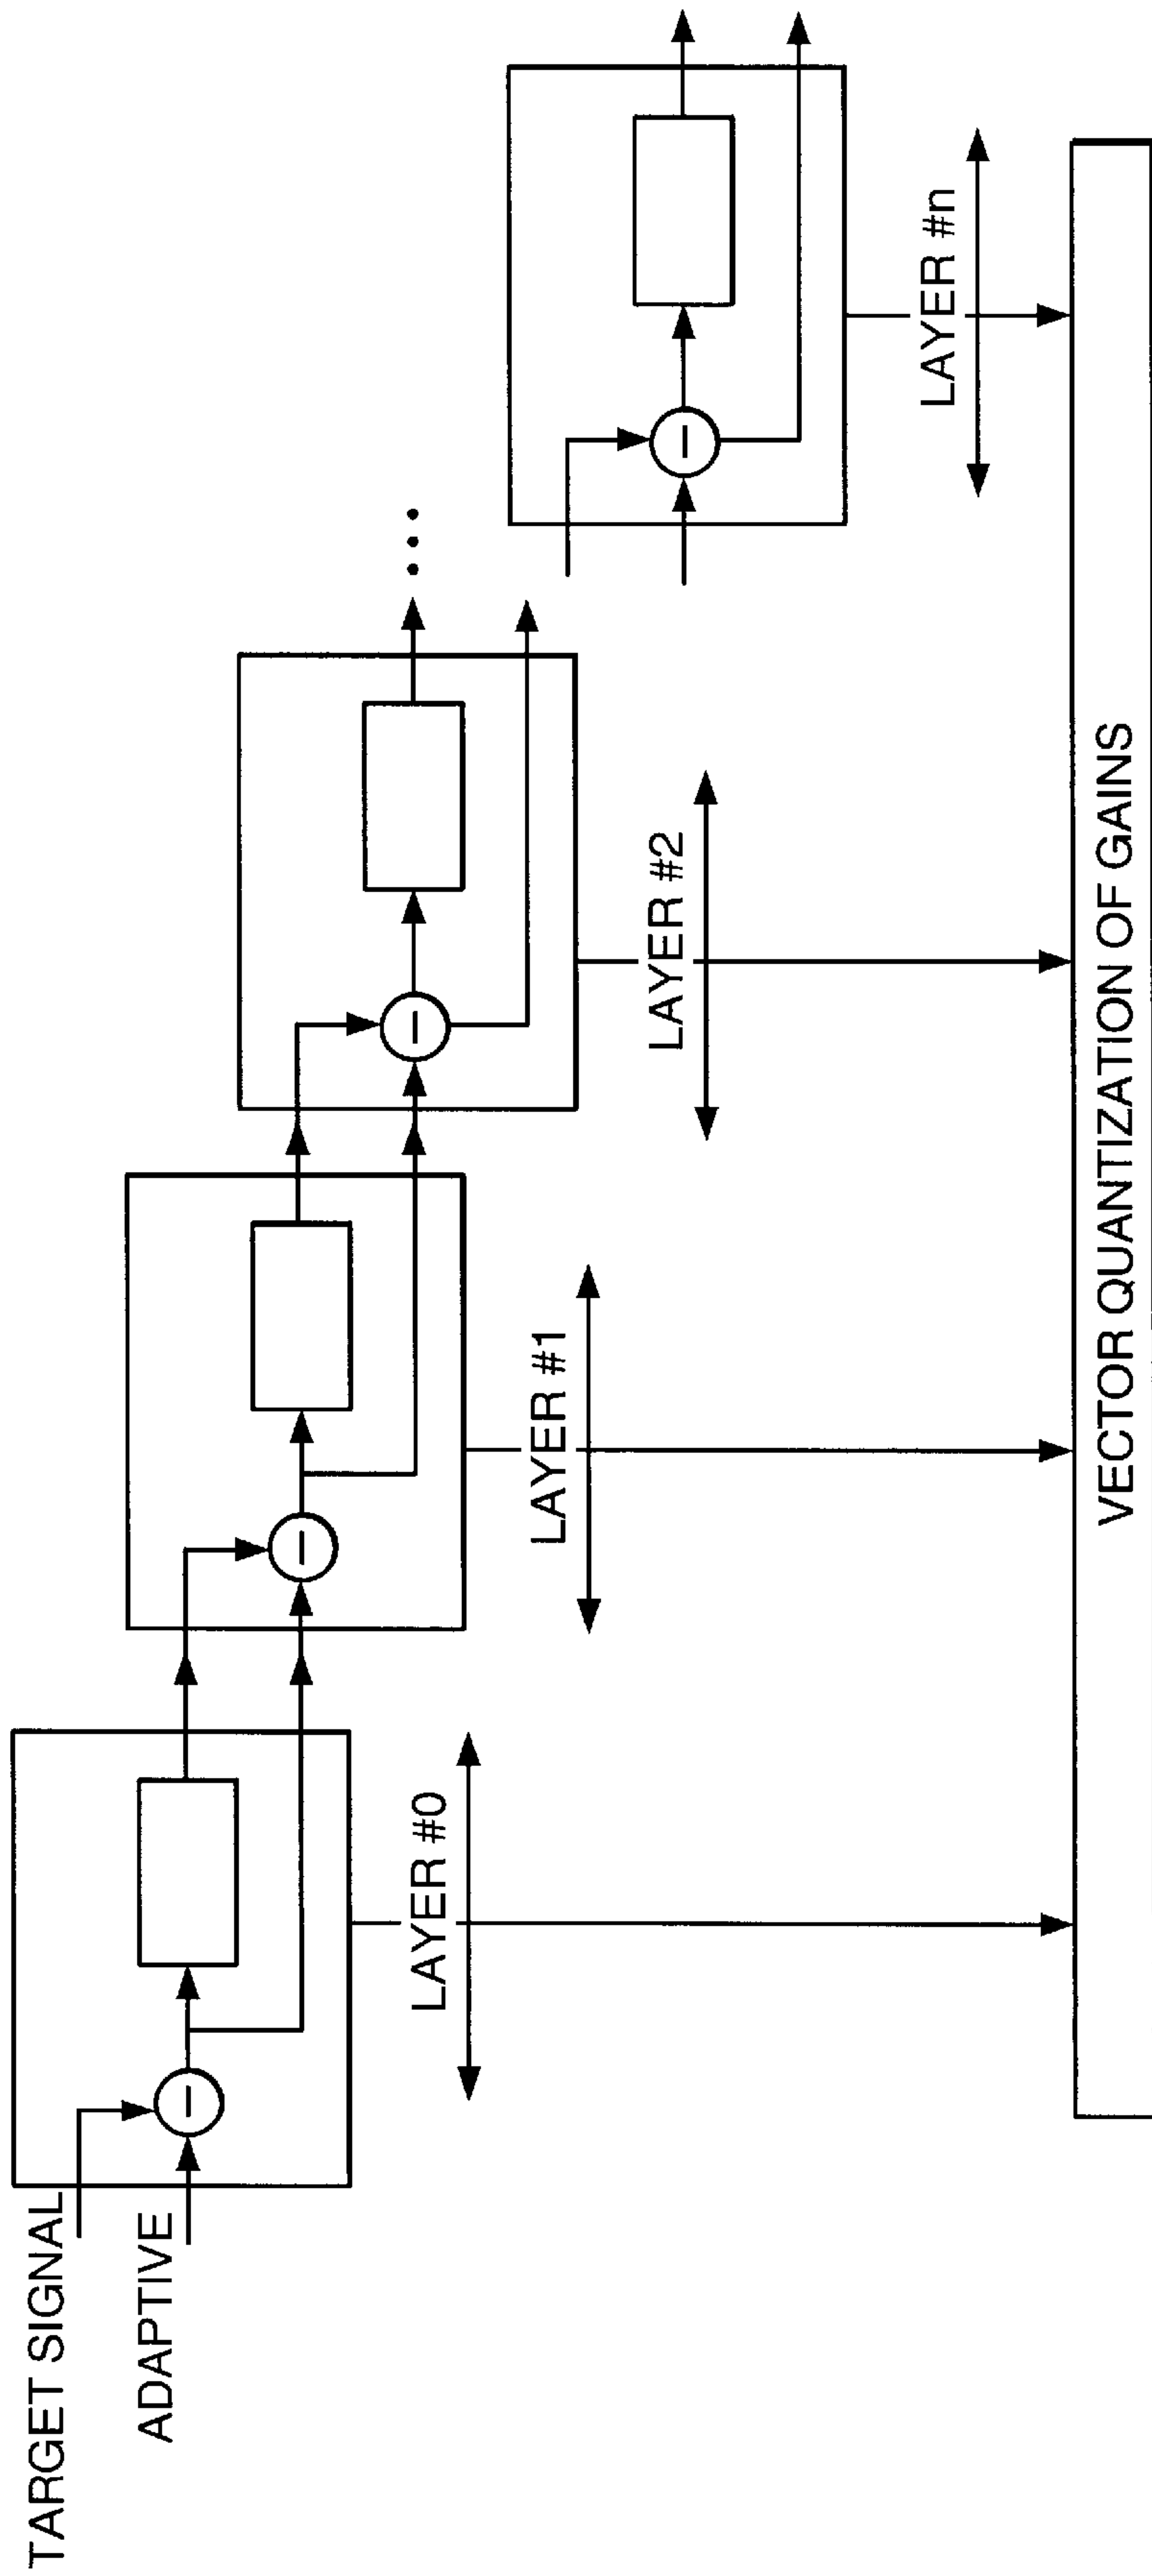 TARGET SIGNAL
ADAPTIVE
LAYER #0
LAYER #1
LAYER #2
LAYER #n
VECTOR QUANTIZATION OF GAINS